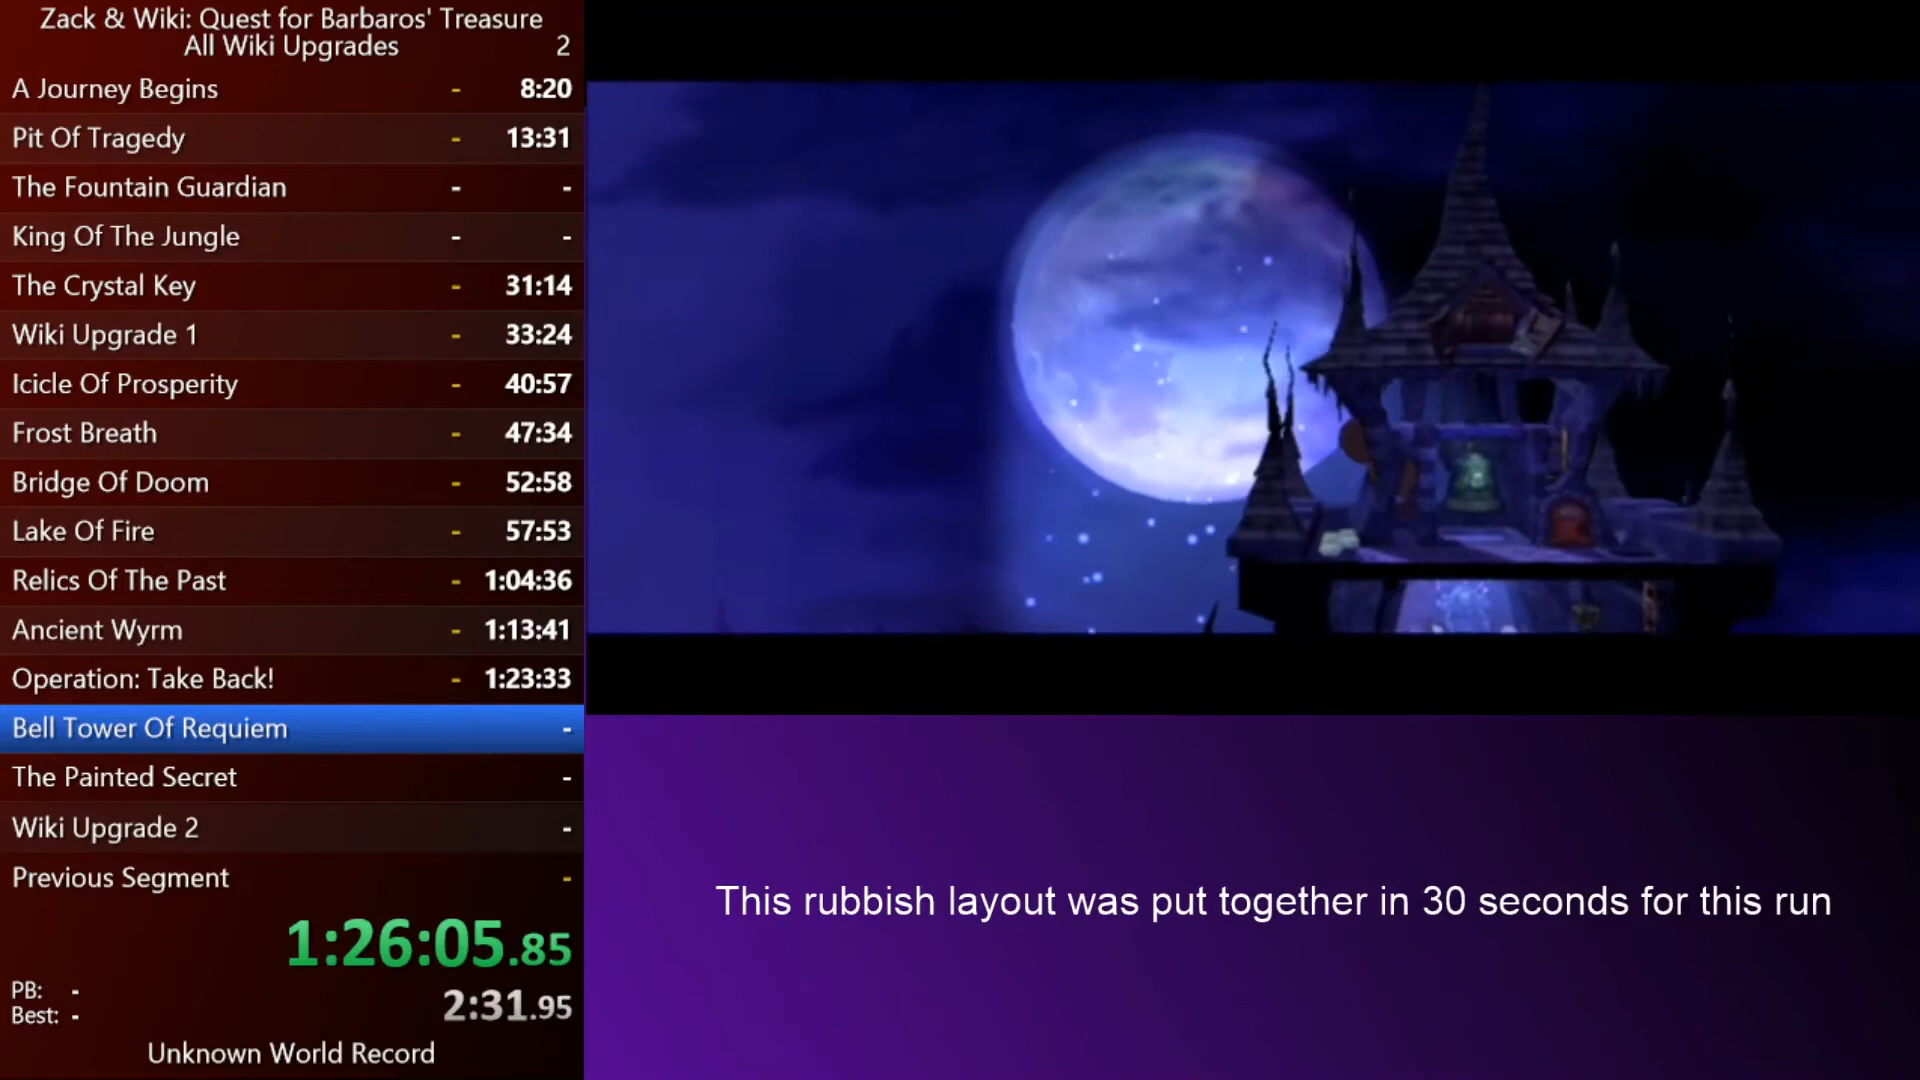 Zack & Wiki: Quest for Barbaros' Treasure
All Wiki Upgrades 2
A Journey Begins - 8:20
Pit Of Tragedy - 13:31
The Fountain Guardian - -
King Of The Jungle - -
The Crystal Key - 31:14
Wiki Upgrade 1 - 33:24
Icicle Of Prosperity - 40:57
Frost Breath - 47:34
Bridge Of Doom - 52:58
Lake Of Fire - 57:53
Relics Of The Past - 1:04:36
Ancient Wyrm - 1:13:41
Operation: Take Back! - 1:23:33
Bell Tower Of Requiem -
The Painted Secret -
Wiki Upgrade 2 -
Previous Segment -
1:26:05.85
PB: -
Best: - 2:31.95
Unknown World Record
This rubbish layout was put together in 30 seconds for this run